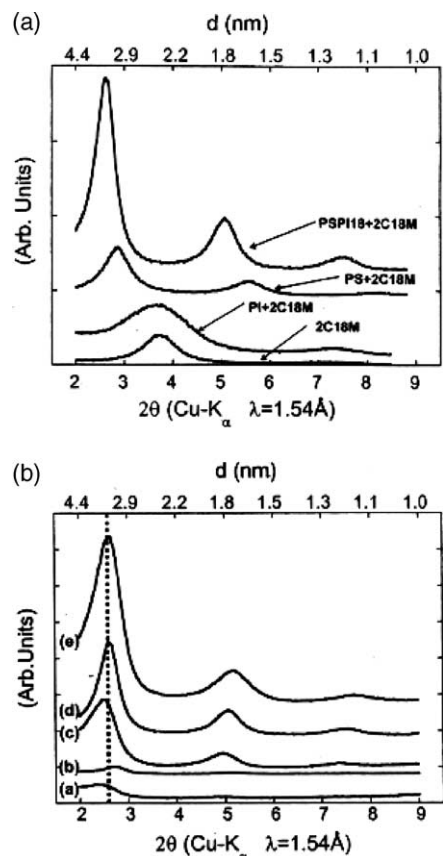 (a)
d (nm)
4.4 2.9 2.2 1.8 1.5 1.3 1.1 1.0
(Arb. Units)
PSPI18+2C18M
PS+2C18M
PI+2C18M
2C18M
2 3 4 5 6 7 8 9
2θ (Cu-Kα λ=1.54Å)
(b)
d (nm)
4.4 2.9 2.2 1.8 1.5 1.3 1.1 1.0
(Arb.Units)
(e)
(d)
(c)
(b)
(a)
2 3 4 5 6 7 8 9
2θ (Cu-Kα λ=1.54Å)